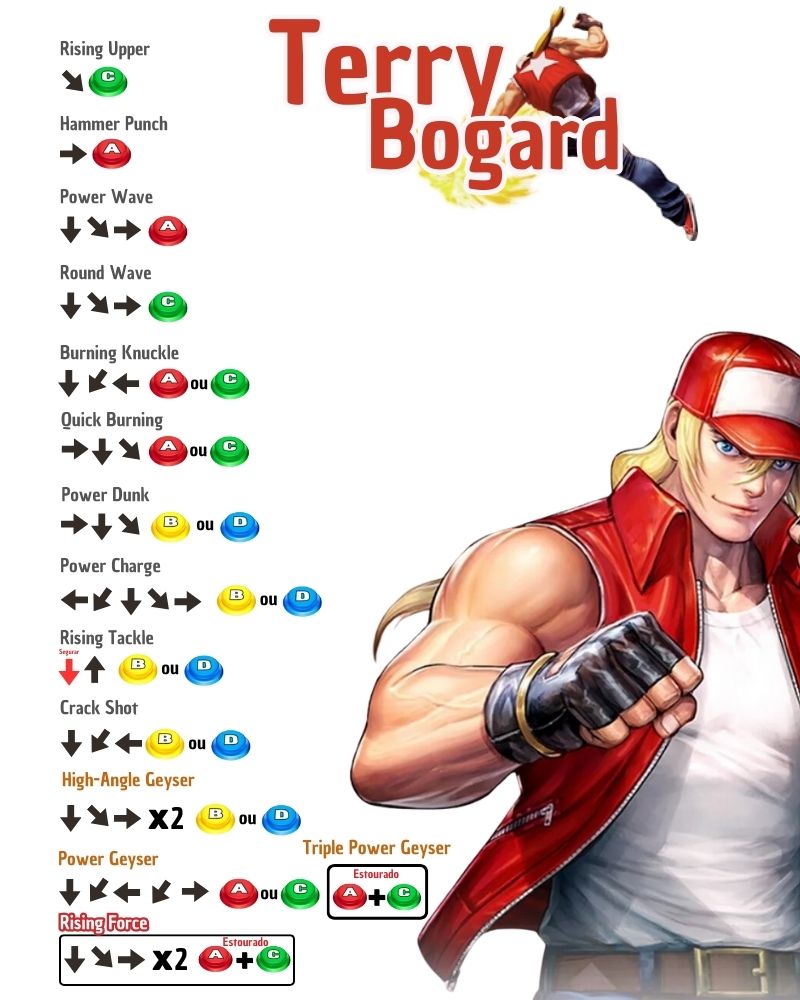 Terry
Bogard
Rising Upper
C
Hammer Punch
A
Power Wave
A
Round Wave
C
Burning Knuckle
A ou C
Quick Burning
A ou C
Power Dunk
B ou D
Power Charge
B ou D
Rising Tackle
Segurar
B ou D
Crack Shot
B ou D
High-Angle Geyser
x2 B ou D
Power Geyser
A ou C
Triple Power Geyser
Estourado
A+C
Rising Force
Estourado
x2 A+C